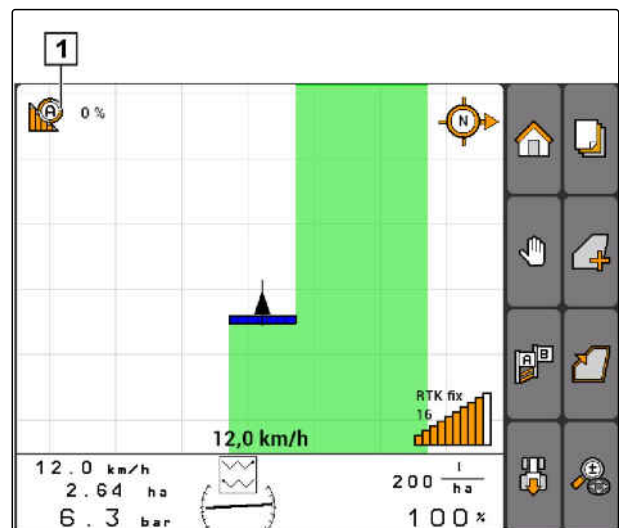 1
A
0 %
N
A B
RTK fix
16
12,0 km/h
12.0 km/h
2.64 ha
6.3 bar
200 l
ha
100 %